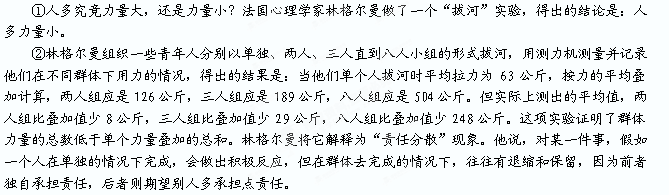 ①人多究竟力量大，还是力量小？法国心理学家林格尔曼做了一个“拔河”实验，得出的结论是：人
多力量小。
②林格尔曼组织一些青年人分别以单独、两人、三人直到八人小组的形式拔河，用测力机测量并记录
他们在不同群体下用力的情况，得出的结果是：当他们单个人拔河时平均拉力为 63 公斤，按力的平均叠
加计算，两人组应是 126 公斤，三人组应是 189 公斤，八人组应是 504 公斤。但实际上测出的平均值，两
人组比叠加值少 8 公斤，三人组比叠加值少 29 公斤，八人组比叠加值少 248 公斤。这项实验证明了群体
力量的总数低于单个力量叠加的总和。林格尔曼将它解释为“责任分散”现象。他说，对某一件事，假如
一个人在单独的情况下完成，会做出积极反应，但在群体去完成的情况下，往往有退缩和保留，因为前者
独自承担责任，后者则期望别人多承担点责任。